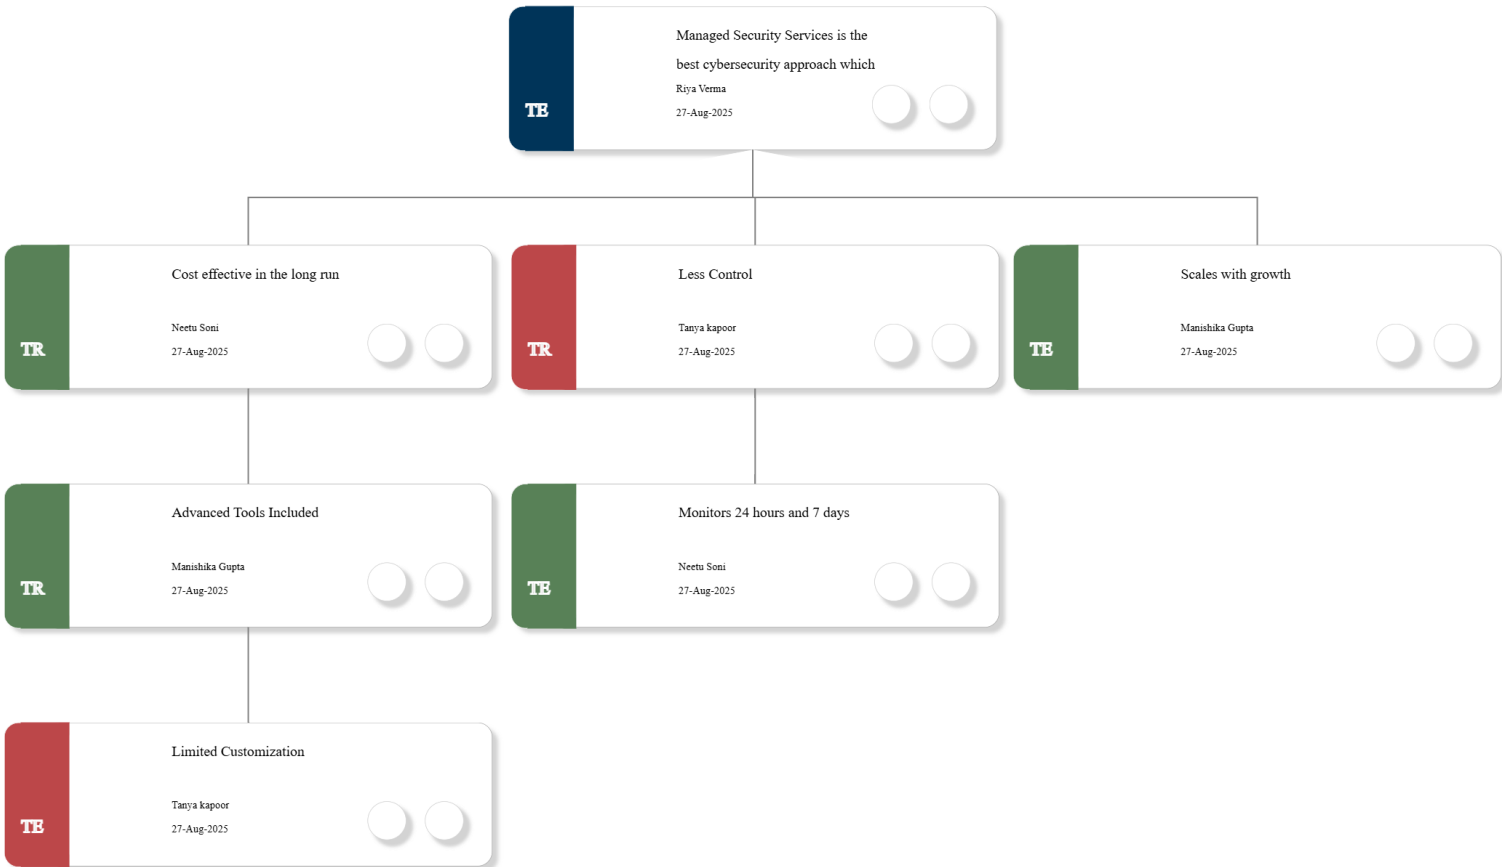 Managed Security Services is the
best cybersecurity approach which
Riya Verma
27-Aug-2025
TE
Cost effective in the long run
Neetu Soni
27-Aug-2025
TR
Less Control
Tanya kapoor
27-Aug-2025
TR
Scales with growth
Manishika Gupta
27-Aug-2025
TE
Advanced Tools Included
Manishika Gupta
27-Aug-2025
TR
Monitors 24 hours and 7 days
Neetu Soni
27-Aug-2025
TE
Limited Customization
Tanya kapoor
27-Aug-2025
TE